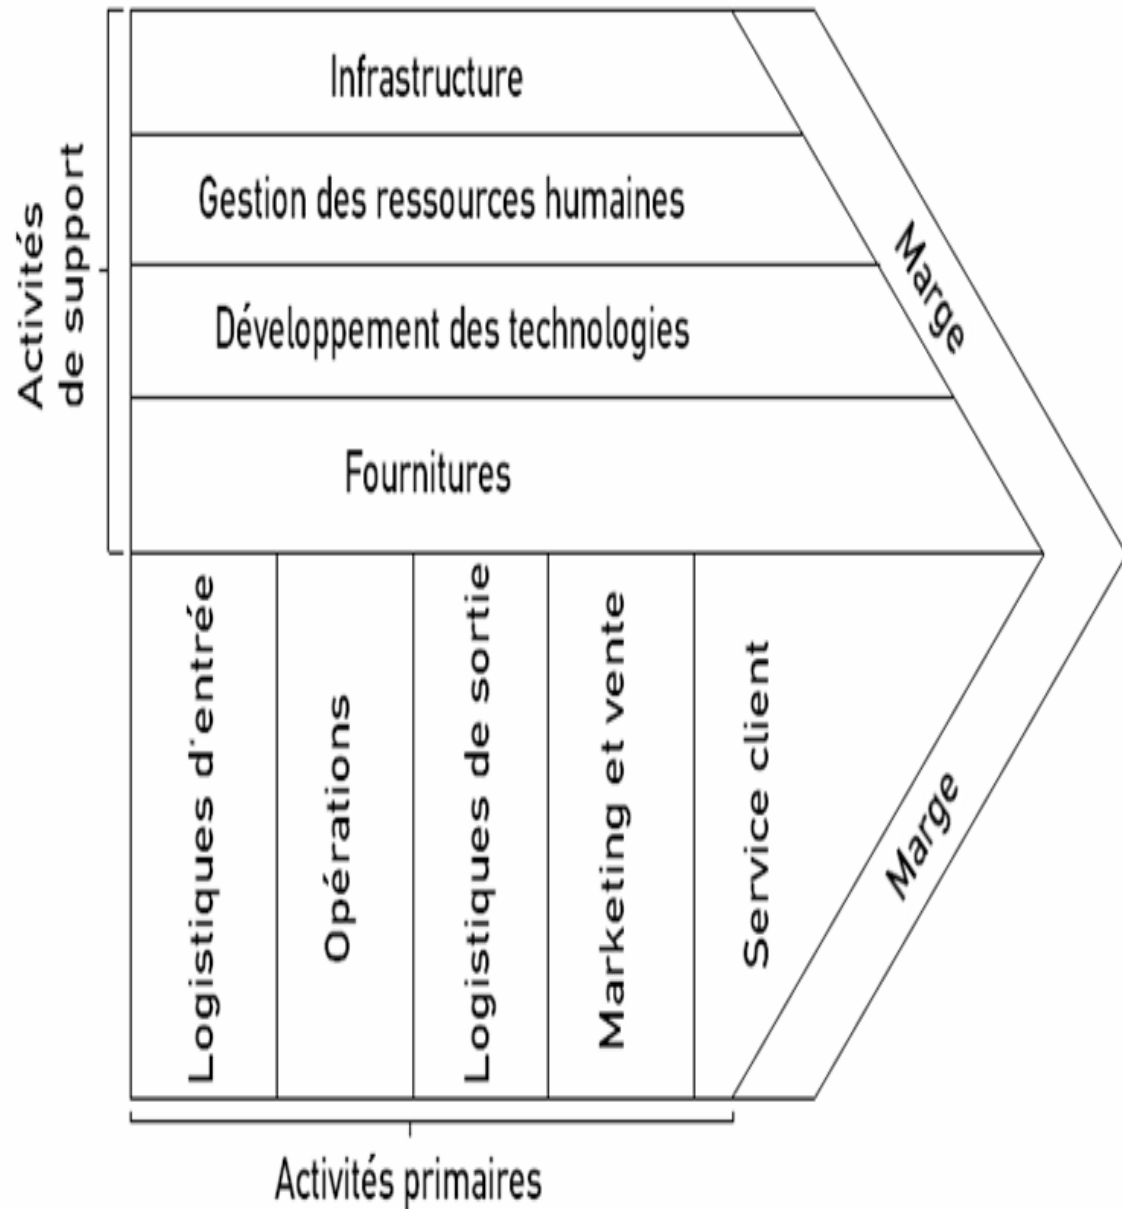 Activités
de support
Infrastructure
Gestion des ressources humaines
Développement des technologies
Fournitures
Marge
Logistiques d'entrée
Opérations
Logistiques de sortie
Marketing et vente
Service client
Marge
Activités primaires